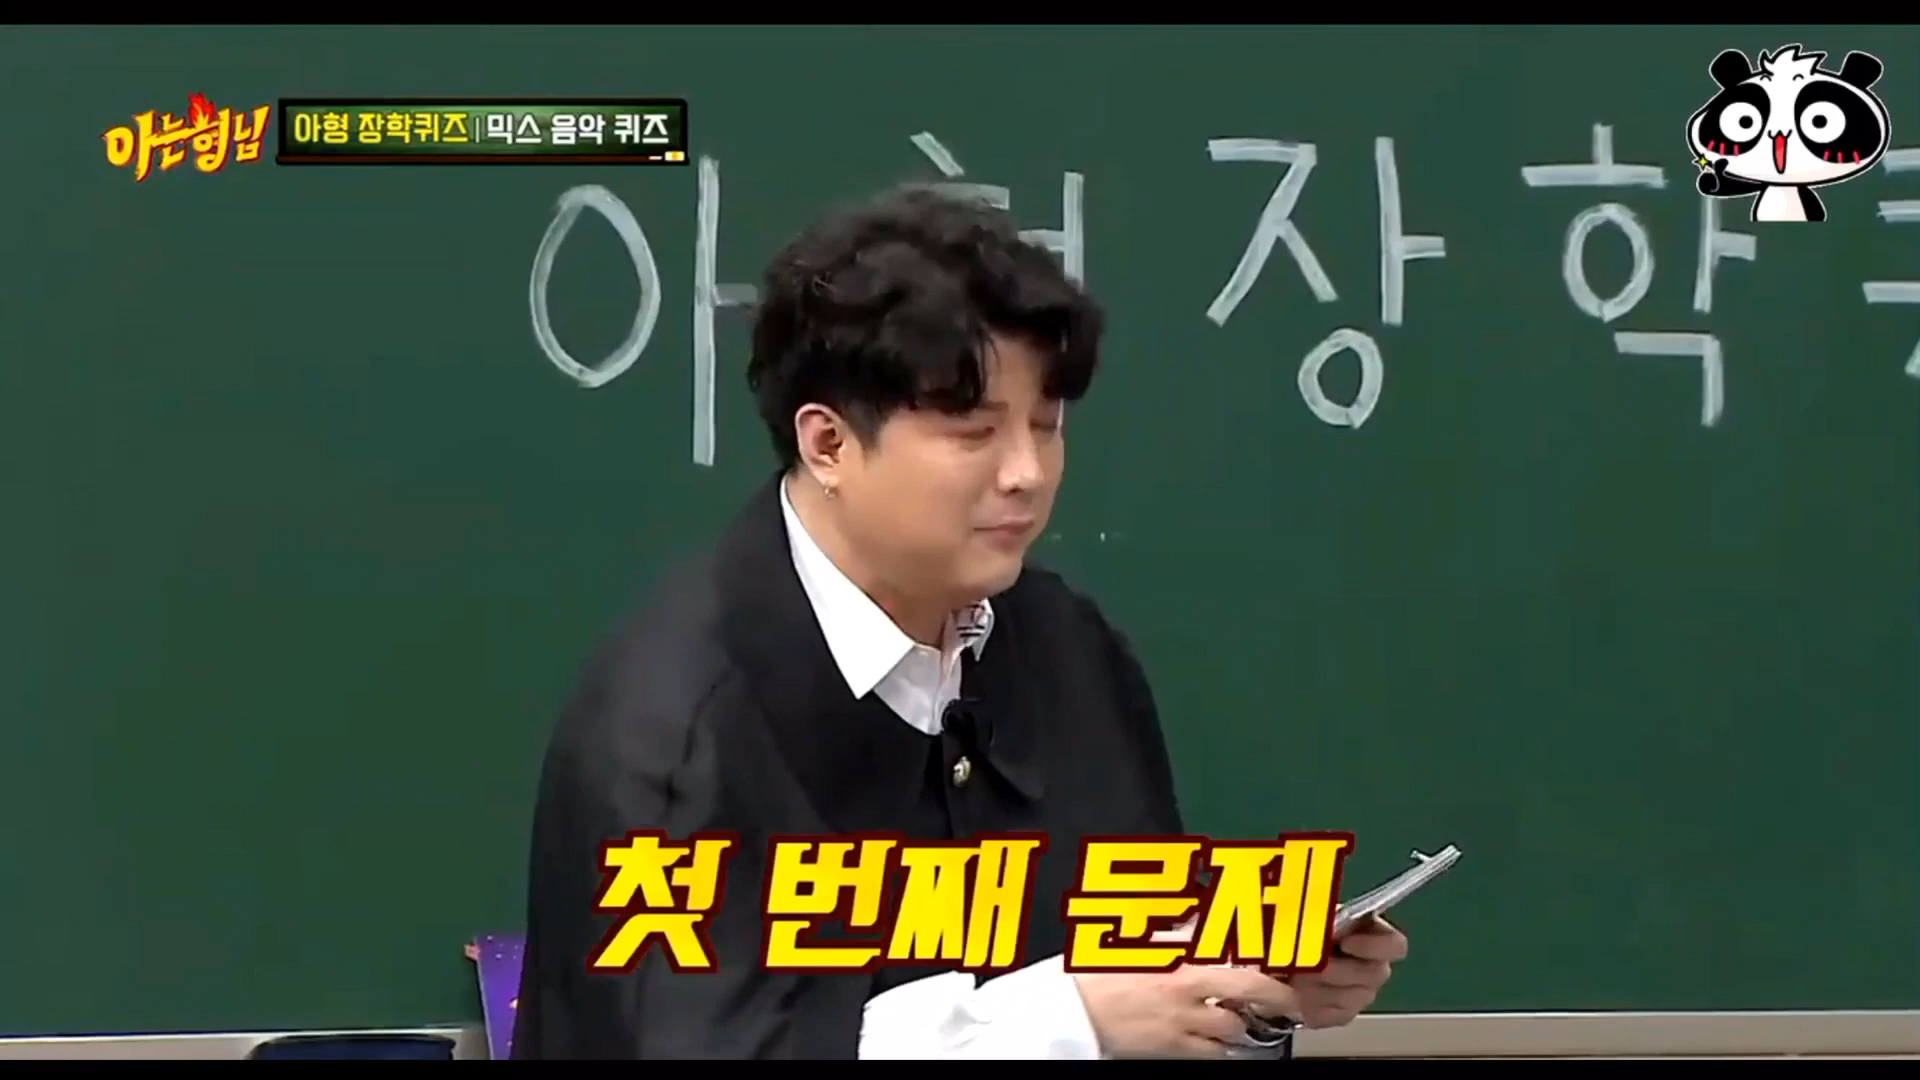 아는형님
아형 장학퀴즈 | 믹스 음악 퀴즈
아형 장학
첫 번째 문제